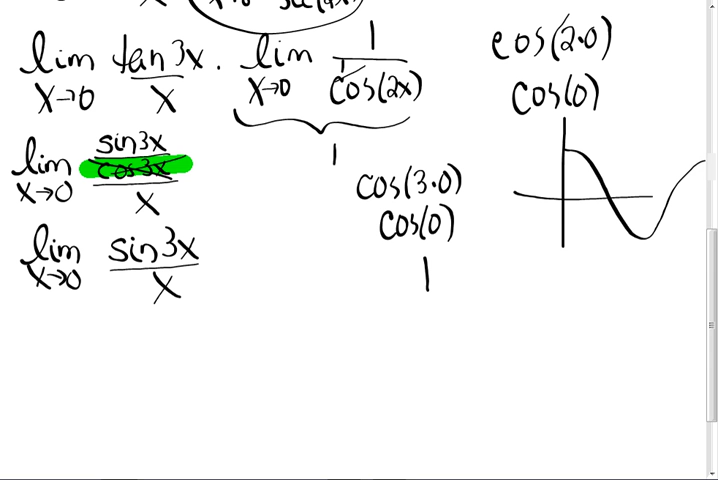 lim x→0 tan3x/x · lim x→0 1/cos(2x)
1
lim x→0 sin3x/cos3x/x
lim x→0 sin3x/x
cos(2·0)
cos(0)
cos(3·0)
cos(0)
1